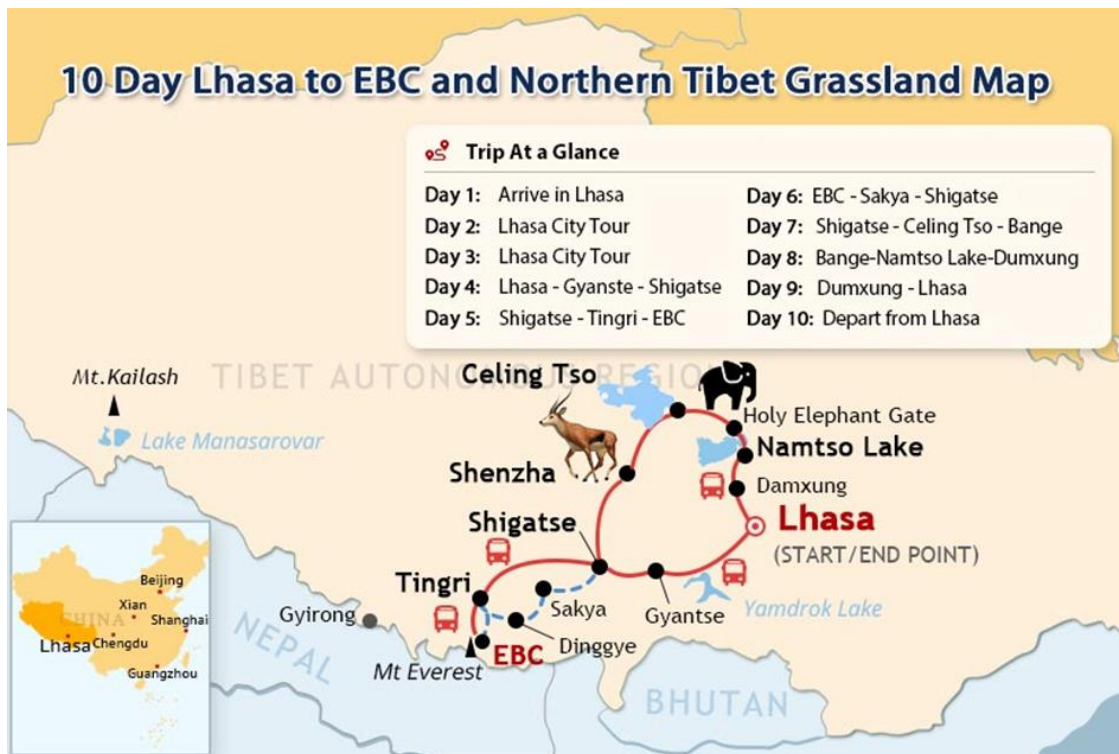 10 Day Lhasa to EBC and Northern Tibet Grassland Map
Trip At a Glance
Day 1: Arrive in Lhasa
Day 2: Lhasa City Tour
Day 3: Lhasa City Tour
Day 4: Lhasa - Gyanste - Shigatse
Day 5: Shigatse - Tingri - EBC
Day 6: EBC - Sakya - Shigatse
Day 7: Shigatse - Celing Tso - Bange
Day 8: Bange-Namtso Lake-Dumxung
Day 9: Dumxung - Lhasa
Day 10: Depart from Lhasa
TIBET AUTONOMOUS REGION
Mt.Kailash
Lake Manasarovar
Celing Tso
Holy Elephant Gate
Namtso Lake
Shenzha
Damxung
Lhasa
(START/END POINT)
Shigatse
Tingri
Sakya
Gyantse
Yamdrok Lake
Gyirong
Dinggye
EBC
Mt Everest
NEPAL
BHUTAN
Beijing
Xian
CHINA
Shanghai
Lhasa
Chengdu
Guangzhou